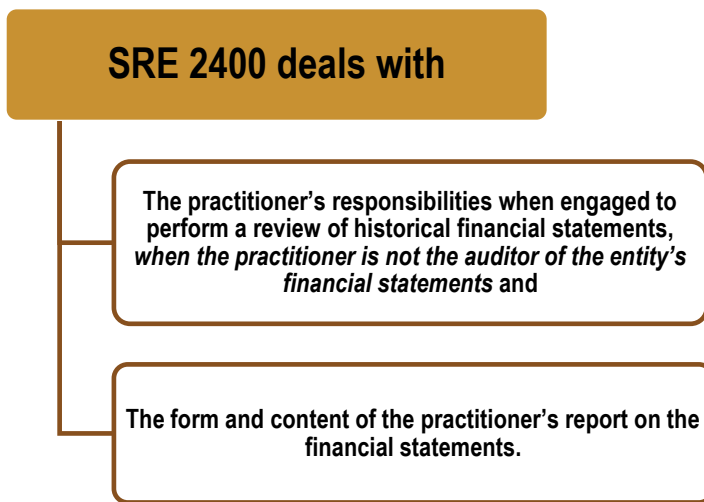 SRE 2400 deals with
The practitioner’s responsibilities when engaged to
perform a review of historical financial statements,
when the practitioner is not the auditor of the entity’s
financial statements and
The form and content of the practitioner’s report on the
financial statements.